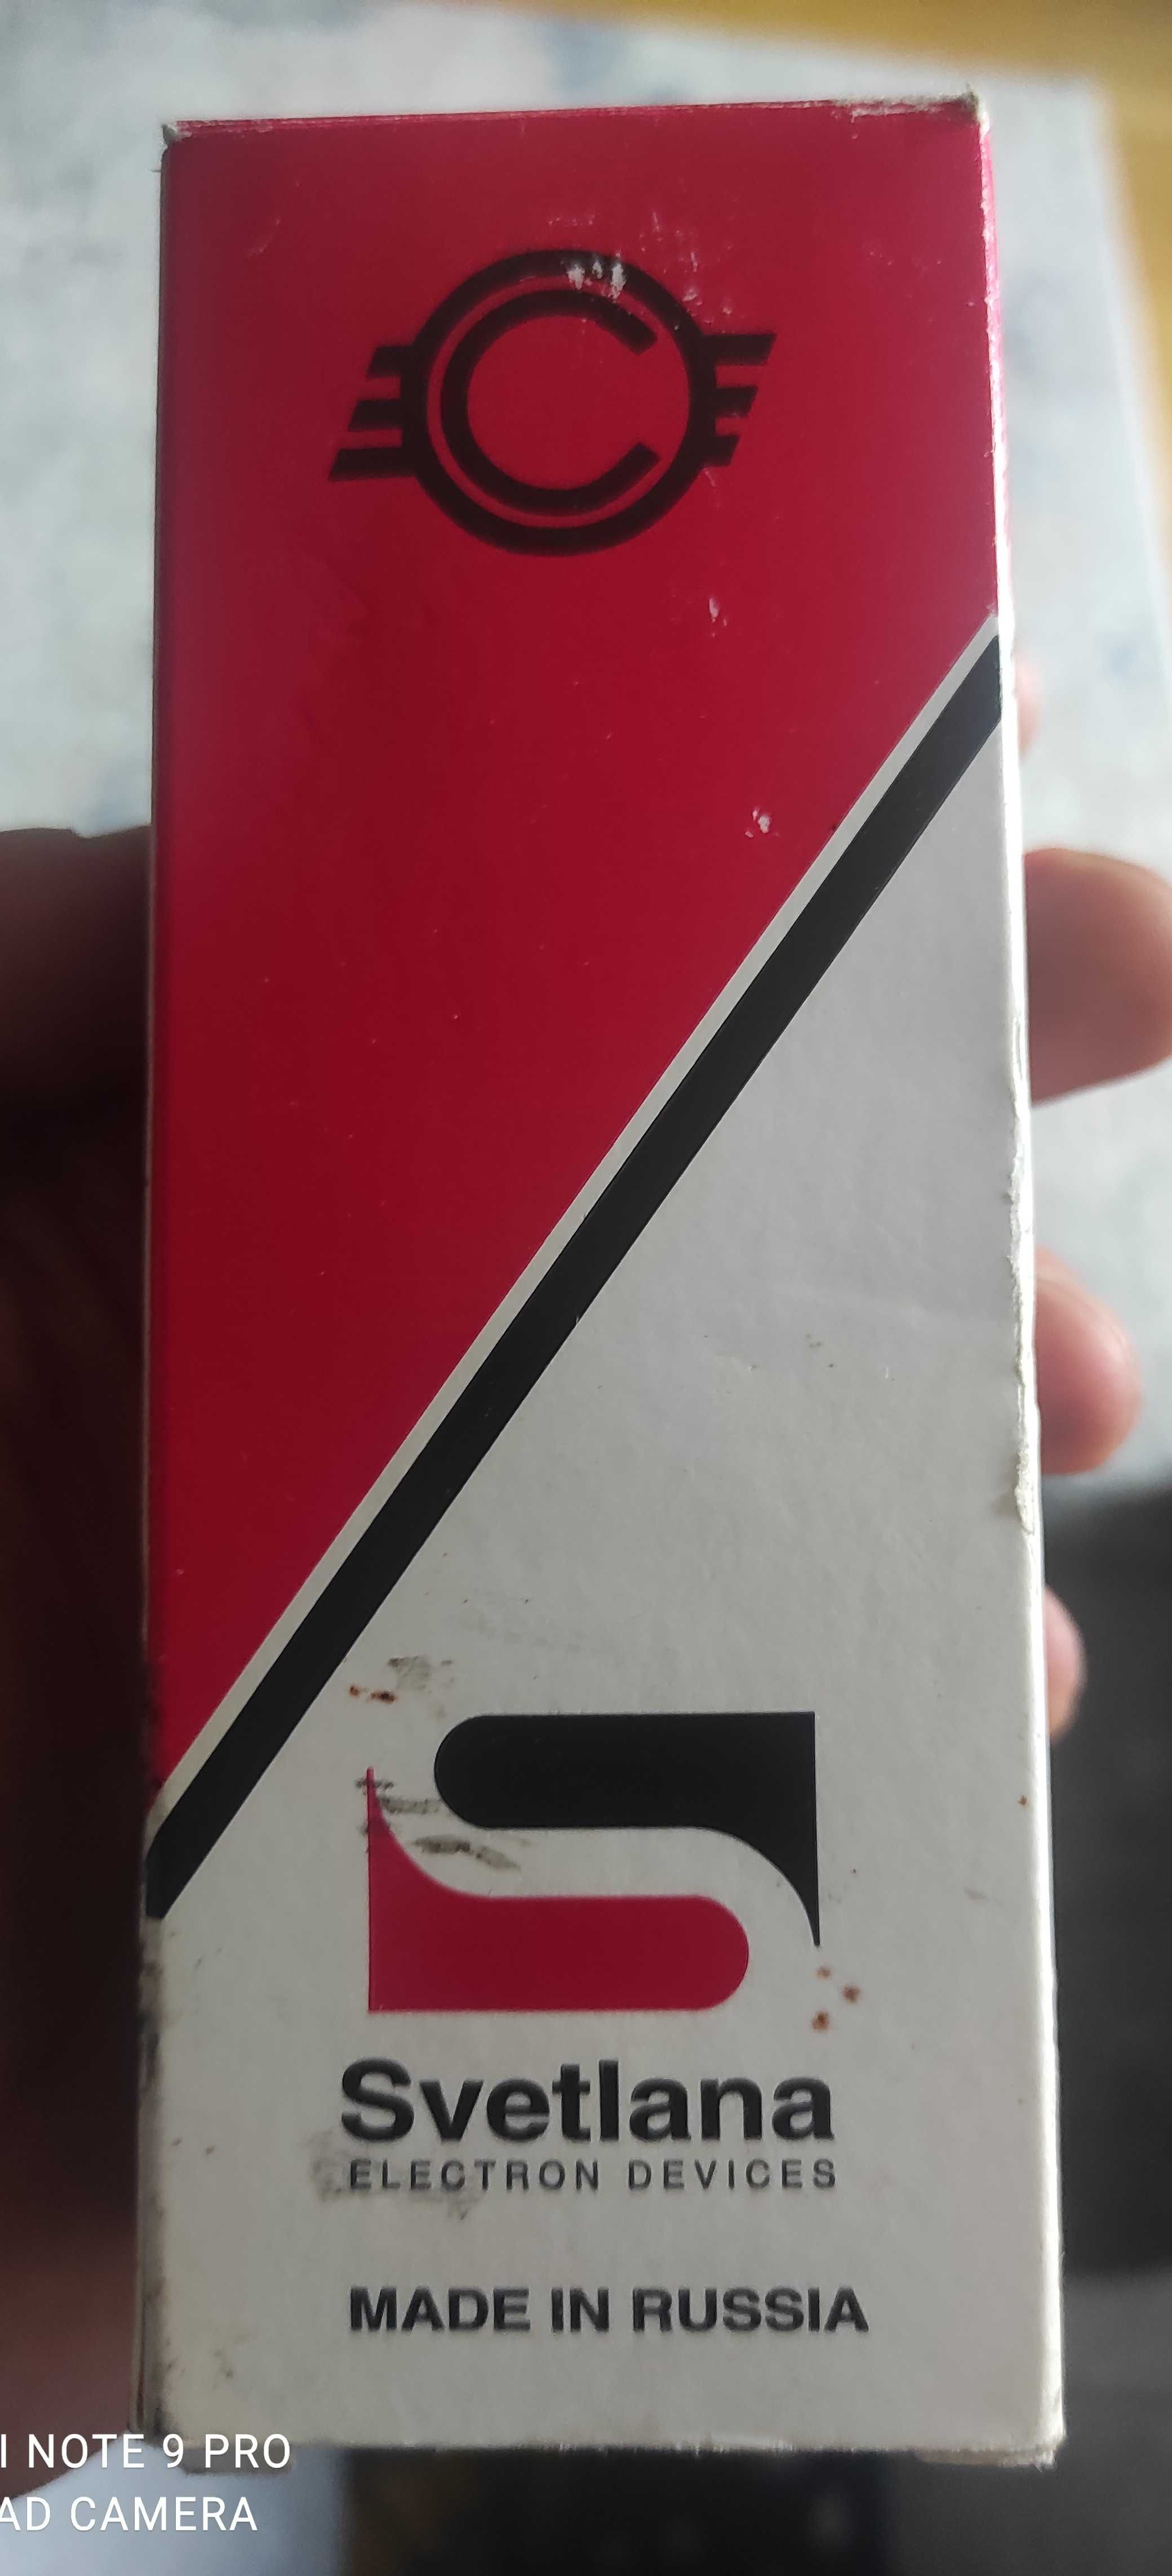 C
Svetlana
ELECTRON DEVICES
MADE IN RUSSIA
I NOTE 9 PRO
AD CAMERA